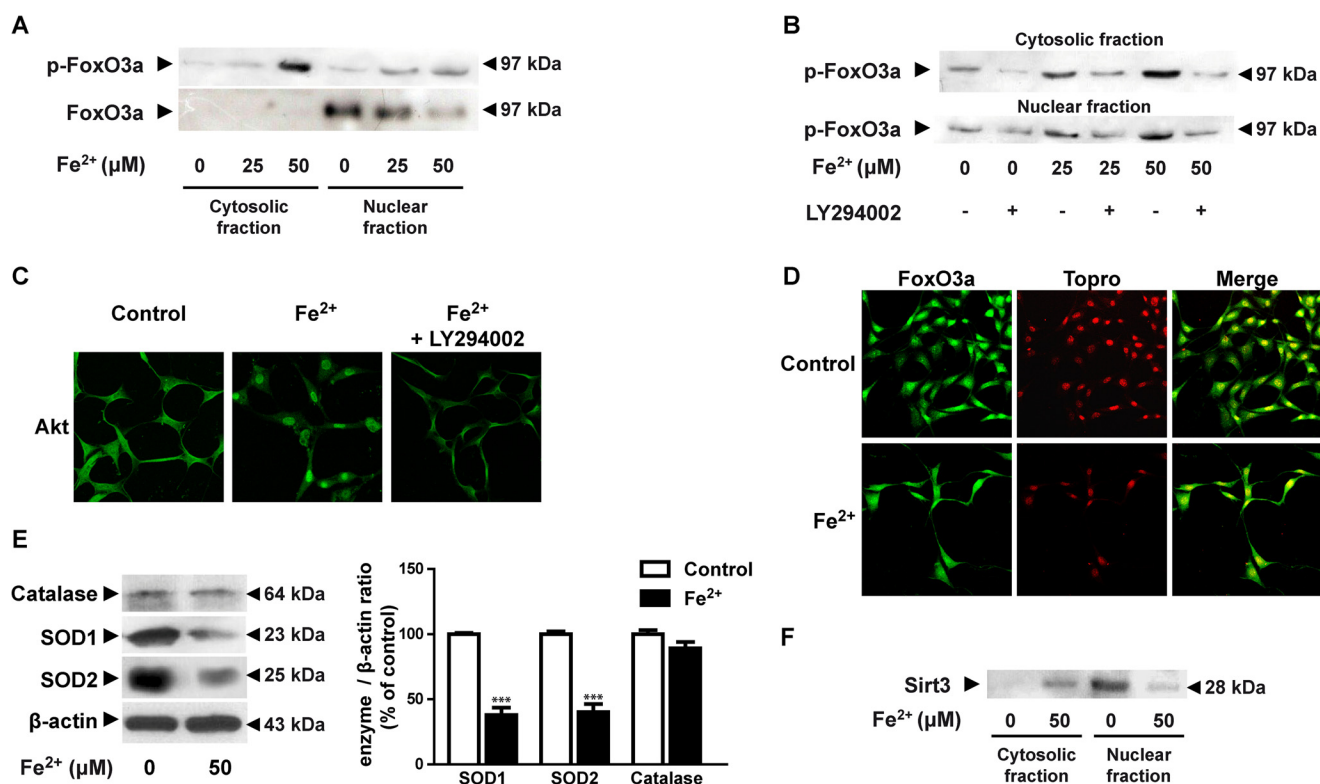 A
p-FoxO3a ► ◄ 97 kDa
FoxO3a ► ◄ 97 kDa
Fe²⁺ (µM) 0 25 50 0 25 50
Cytosolic fraction
Nuclear fraction
B
Cytosolic fraction
p-FoxO3a ► ◄ 97 kDa
Nuclear fraction
p-FoxO3a ► ◄ 97 kDa
Fe²⁺ (µM) 0 0 25 25 50 50
LY294002 - + - + - +
C
Control
Fe²⁺
Fe²⁺
+ LY294002
Akt
D
FoxO3a Topro Merge
Control
Fe²⁺
E
Catalase ► ◄ 64 kDa
SOD1 ► ◄ 23 kDa
SOD2 ► ◄ 25 kDa
β-actin ► ◄ 43 kDa
Fe²⁺ (µM) 0 50
enzyme / β-actin ratio
(% of control)
150
100
50
0
Control
Fe²⁺
*** ***
SOD1 SOD2 Catalase
F
Sirt3 ► ◄ 28 kDa
Fe²⁺ (µM) 0 50 0 50
Cytosolic fraction
Nuclear fraction